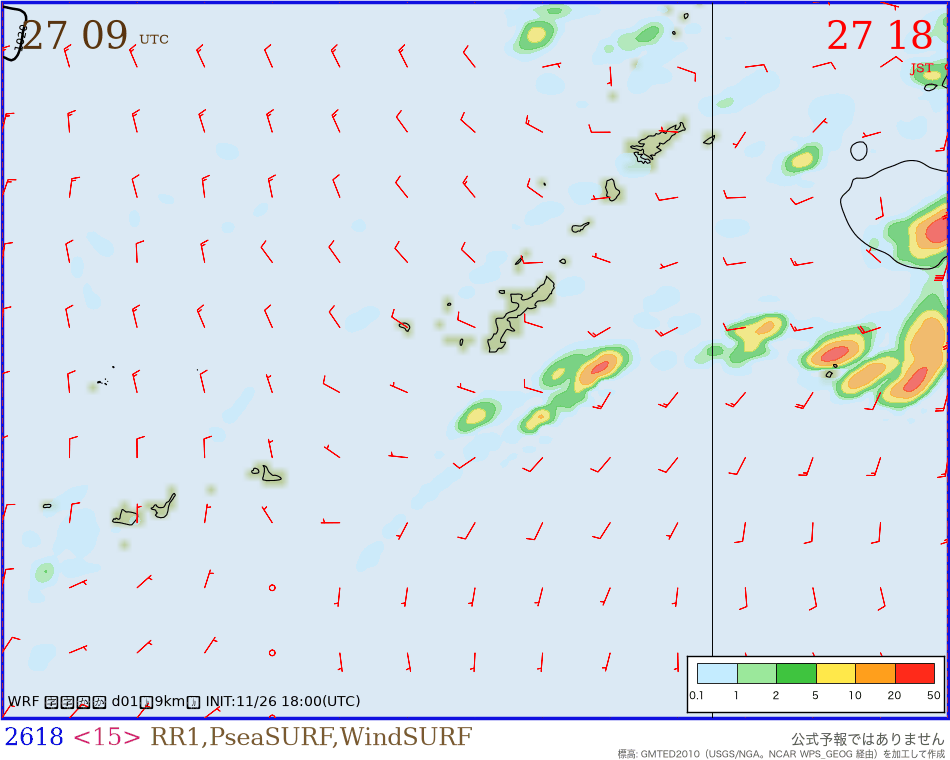 1020
27 09 UTC
27 18
JST
0.1 1 2 5 10 20 50
WRF d01 9km INIT:11/26 18:00(UTC)
2618 <15> RR1,PseaSURF,WindSURF
公式予報ではありません
標高: GMTED2010（USGS/NGA。NCAR WPS_GEOG 経由）を加工して作成